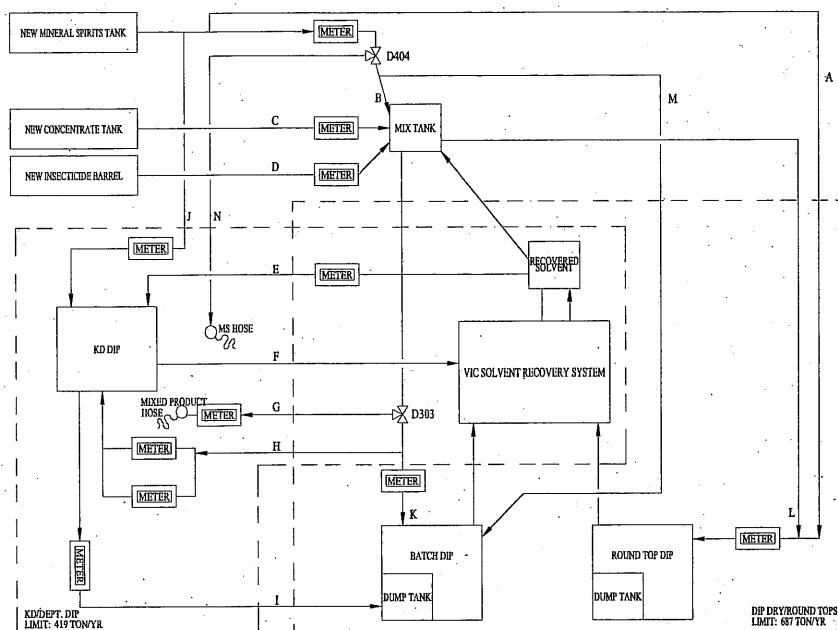 NEW MINERAL SPIRITS TANK
METER
D404
A
B
M
NEW CONCENTRATE TANK
C
METER
MIX TANK
NEW INSECTICIDE BARREL
D
METER
J
N
METER
E
METER
RECOVERED
SOLVENT
MS HOSE
KD DIP
F
VIC SOLVENT RECOVERY SYSTEM
MIXED PRODUCT
HOSE
METER
G
D303
METER
H
METER
METER
K
L
BATCH DIP
ROUND TOP DIP
METER
METER
DUMP TANK
DUMP TANK
I
KD/DEPT. DIP
LIMIT: 419 TON/YR
DIP DRY/ROUND TOPS
LIMIT: 687 TON/YR